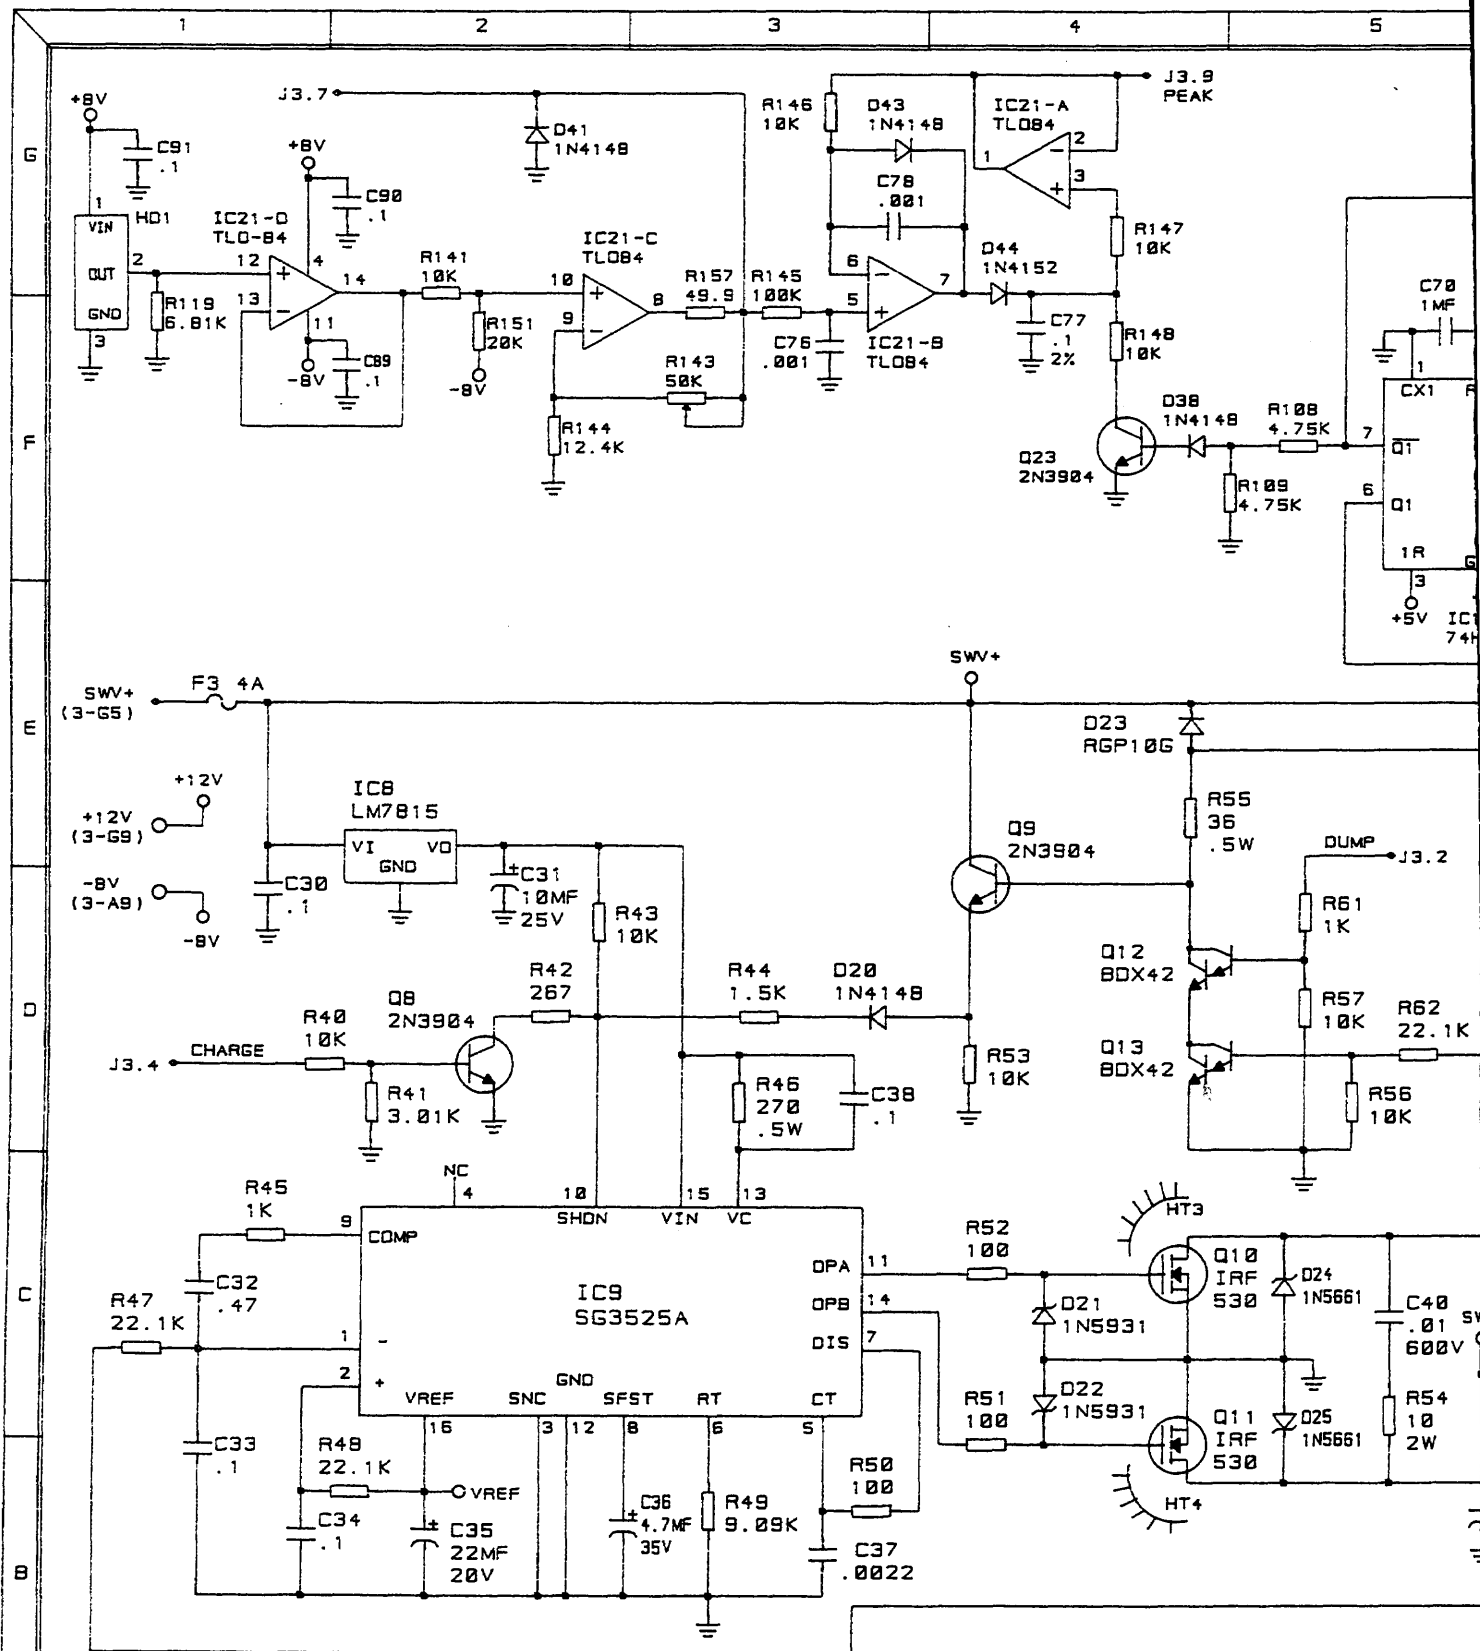 1 2 3 4 5
G
F
E
D
C
B
+8V
C91
.1
1
VIN
HD1
OUT
2
GND
3
R119
6.81K
J3.7
+8V
C90
.1
IC21-D
TL0-84
12
+
4
14
13
-
11
-8V
C89
.1
R141
10K
R151
20K
-8V
D41
1N4148
IC21-C
TL084
10
+
9
-
8
R157
49.9
R145
100K
R143
50K
R144
12.4K
C76
.001
R146
10K
D43
1N4148
C78
.001
6
-
5
+
7
IC21-B
TL084
IC21-A
TL084
1
-
2
+
3
J3.9
PEAK
R147
10K
D44
1N4152
C77
.1
2%
R148
10K
Q23
2N3904
D38
1N4148
R108
4.75K
R109
4.75K
C70
1MF
1
CX1
7
Q1
6
Q1
1R
3
+5V
SWV+
(3-G5)
F3 4A
+12V
+12V
(3-G9)
-8V
(3-A9)
-8V
IC8
LM7815
VI
VO
GND
C30
.1
+
C31
10MF
25V
R43
10K
SWV+
D23
RGP10G
R55
36
.5W
Q9
2N3904
DUMP
J3.2
R61
1K
Q12
BDX42
R57
10K
R62
22.1K
Q13
BDX42
R56
10K
J3.4
CHARGE
R40
10K
R41
3.01K
Q8
2N3904
R42
267
R44
1.5K
D20
1N4148
R53
10K
R46
270
.5W
C38
.1
NC
4
10
15
13
SHDN
VIN
VC
R45
1K
9
COMP
C32
.47
R47
22.1K
1
-
2
+
IC9
SG3525A
OPA
11
OPB
14
DIS
7
GND
VREF
SNC
SFST
RT
CT
16
3
12
8
6
5
C33
.1
R48
22.1K
VREF
C34
.1
+
C35
22MF
20V
+
C36
4.7MF
35V
R49
9.09K
R50
100
C37
.0022
R52
100
R51
100
D21
1N5931
D22
1N5931
HT3
Q10
IRF
530
D24
1N5661
Q11
IRF
530
D25
1N5661
HT4
C40
.01
600V
R54
10
2W